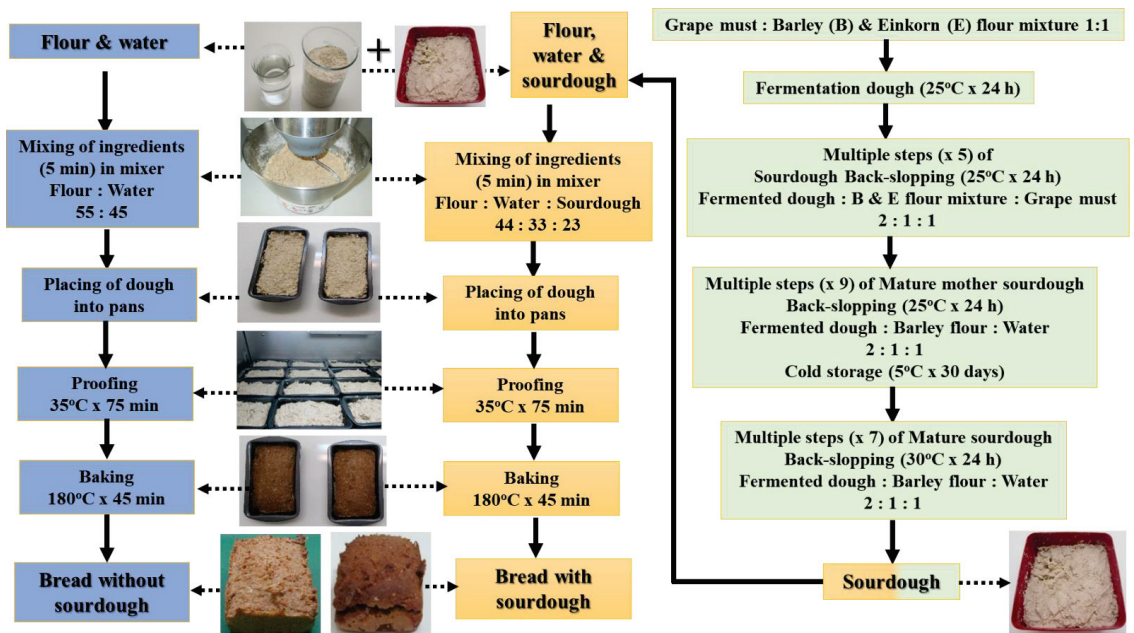 Flour & water
Mixing of ingredients
(5 min) in mixer
Flour : Water
55 : 45
Placing of dough
into pans
Proofing
35°C x 75 min
Baking
180°C x 45 min
Bread without
sourdough
+
Flour,
water &
sourdough
Mixing of ingredients
(5 min) in mixer
Flour : Water : Sourdough
44 : 33 : 23
Placing of dough
into pans
Proofing
35°C x 75 min
Baking
180°C x 45 min
Bread with
sourdough
Grape must : Barley (B) & Einkorn (E) flour mixture 1:1
Fermentation dough (25°C x 24 h)
Multiple steps (x 5) of
Sourdough Back-slopping (25°C x 24 h)
Fermented dough : B & E flour mixture : Grape must
2 : 1 : 1
Multiple steps (x 9) of Mature mother sourdough
Back-slopping (25°C x 24 h)
Fermented dough : Barley flour : Water
2 : 1 : 1
Cold storage (5°C x 30 days)
Multiple steps (x 7) of Mature sourdough
Back-slopping (30°C x 24 h)
Fermented dough : Barley flour : Water
2 : 1 : 1
Sourdough